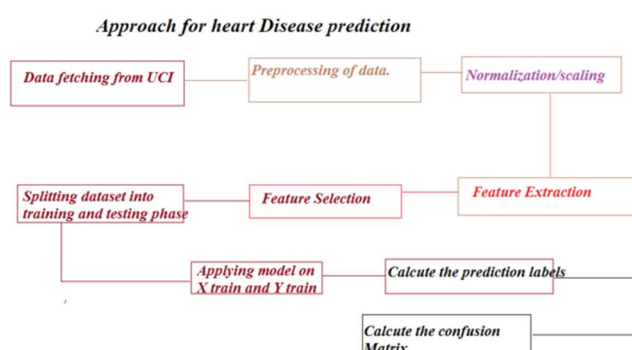 Approach for heart Disease prediction
Data fetching from UCI
Preprocessing of data.
Normalization/scaling
Feature Extraction
Feature Selection
Splitting dataset into
training and testing phase
Applying model on
X train and Y train
Calcute the prediction labels
Calcute the confusion
Matrix